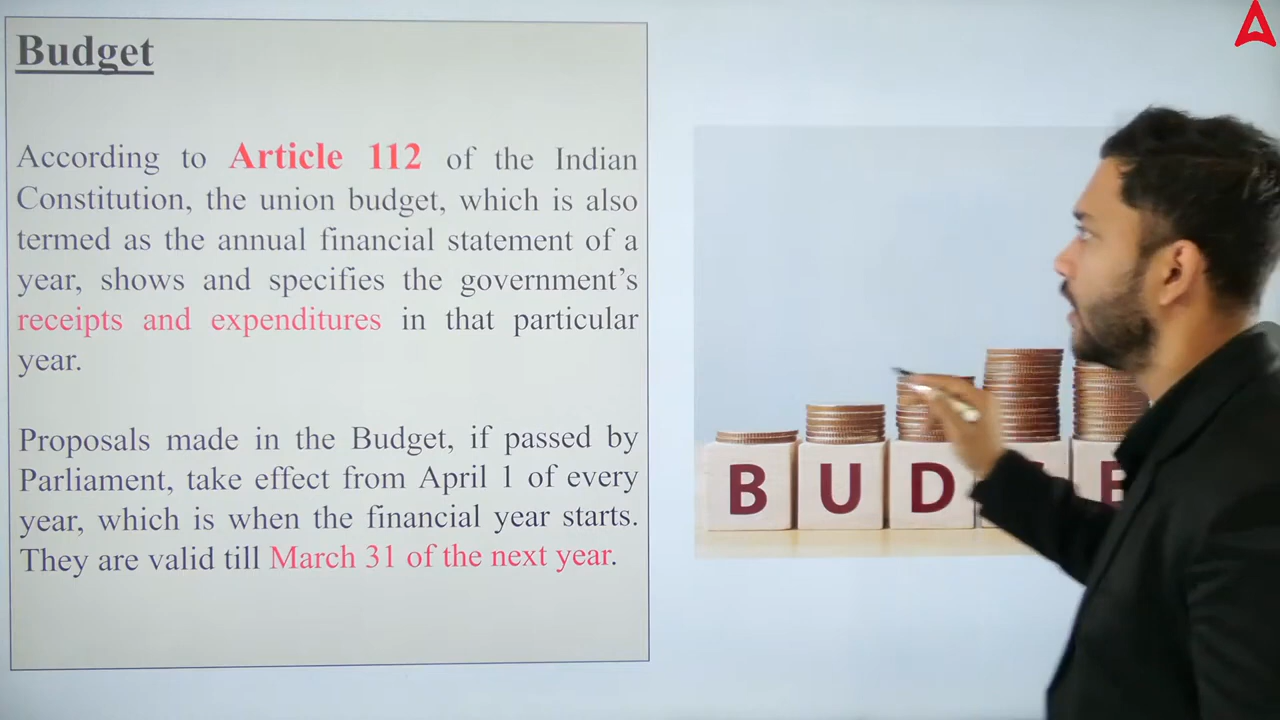 Budget
According to Article 112 of the Indian
Constitution, the union budget, which is also
termed as the annual financial statement of a
year, shows and specifies the government's
receipts and expenditures in that particular
year.
Proposals made in the Budget, if passed by
Parliament, take effect from April 1 of every
year, which is when the financial year starts.
They are valid till March 31 of the next year.
B U D E